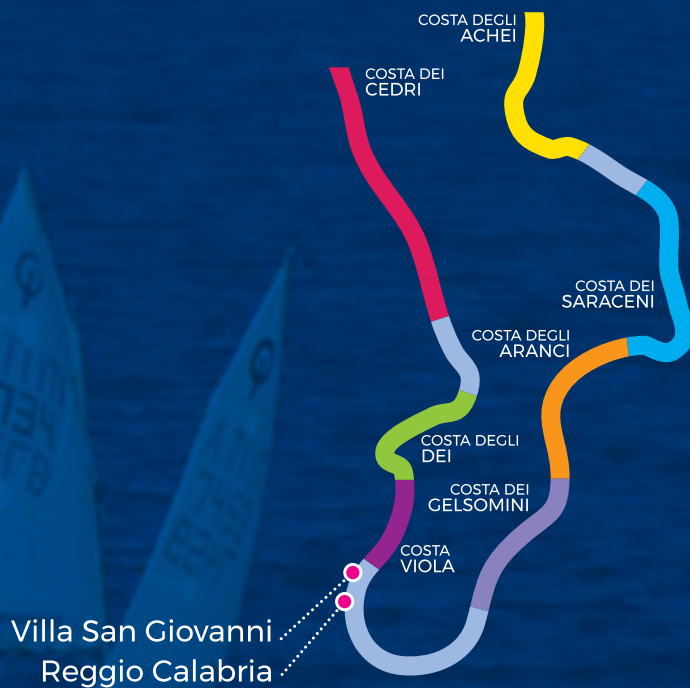 COSTA DEGLI
ACHEI
COSTA DEI
CEDRI
COSTA DEI
SARACENI
COSTA DEGLI
ARANCI
COSTA DEGLI
DEI
COSTA DEI
GELSOMINI
COSTA
VIOLA
Villa San Giovanni
Reggio Calabria